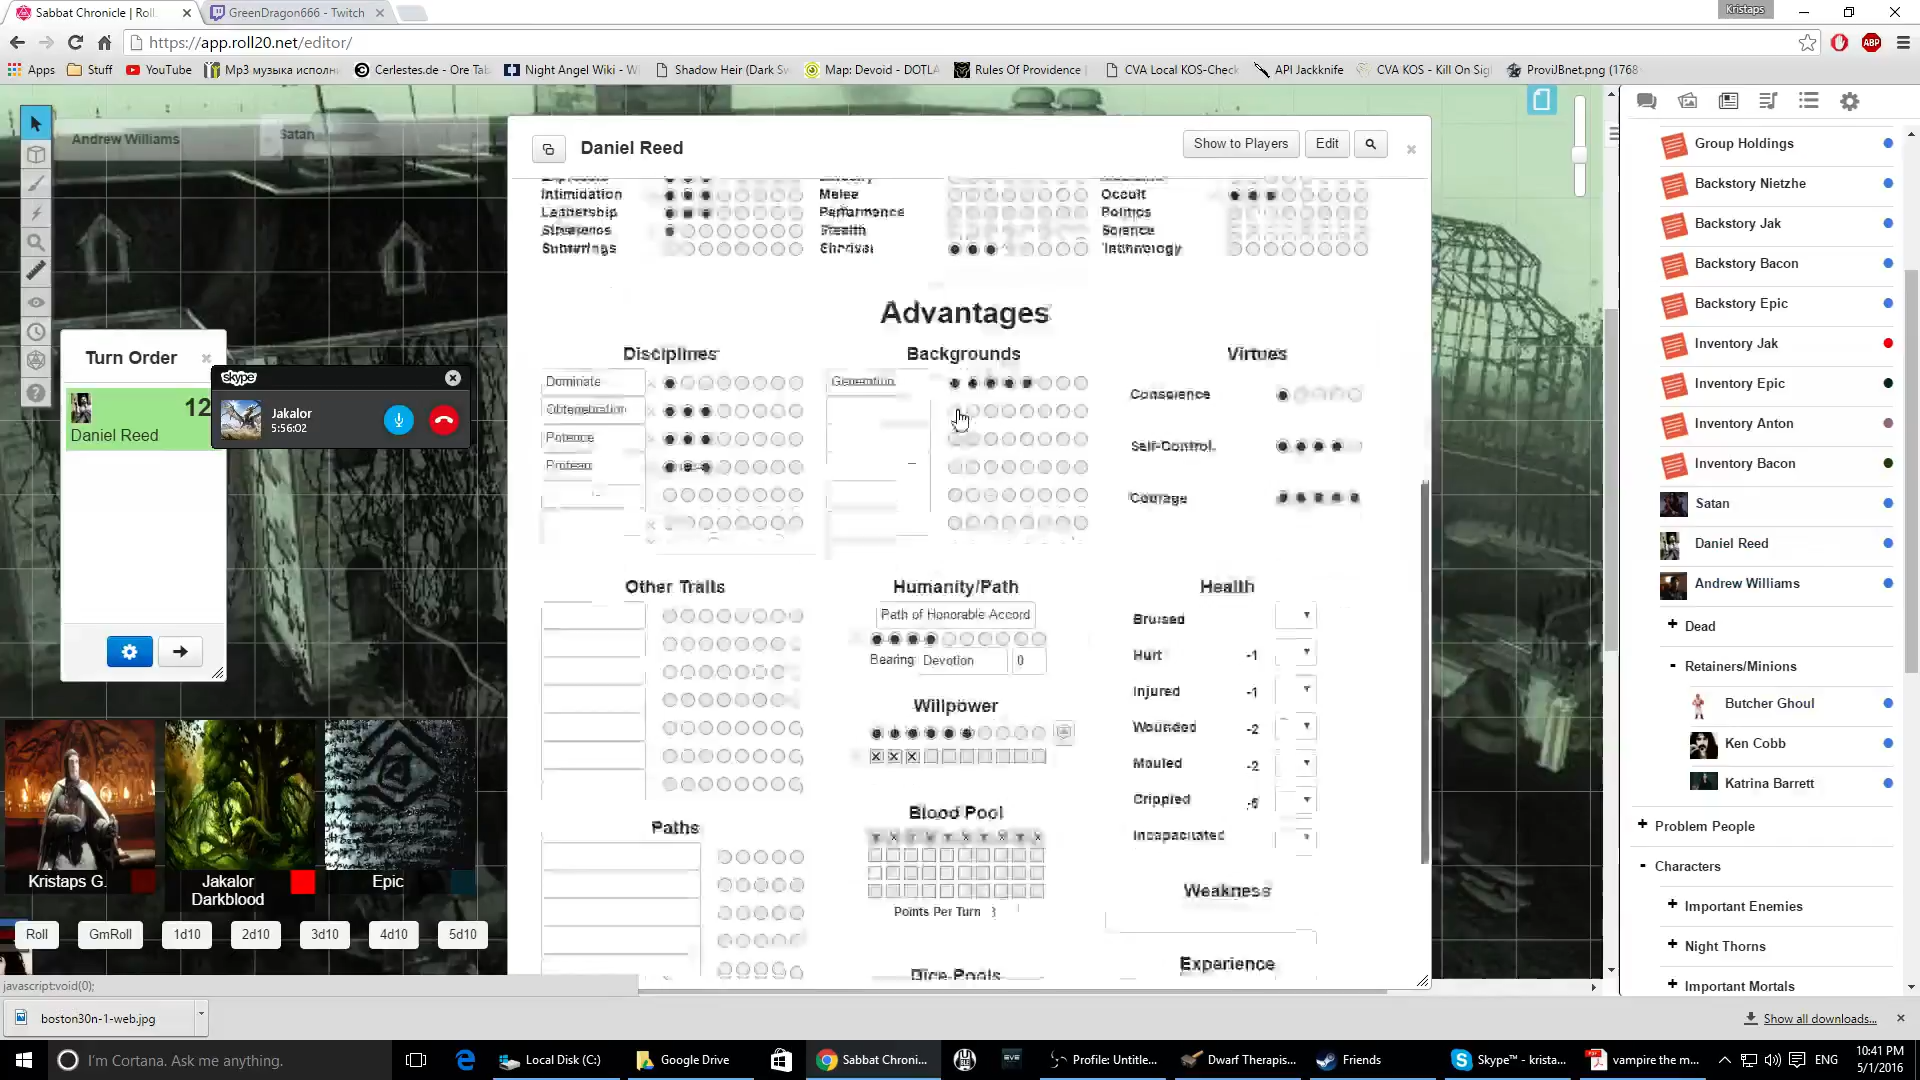 Sabbat Chronicle | Roll
GreenDragon666 - Twitch
Kristaps
https://app.roll20.net/editor/
Apps
Stuff
YouTube
Mp3 музыка исполни
Cerlestes.de - Ore Tab
Night Angel Wiki - Wi
Shadow Heir (Dark Sw
Map: Devoid - DOTLA
Rules Of Providence
CVA Local KOS-Check
API Jackknife
CVA KOS - Kill On Sigh
ProviJBnet.png (1768
Andrew Williams
Satan
Turn Order
12
Daniel Reed
skype
Jakalor
5:56:02
Daniel Reed
Show to Players
Edit
Intimidation
Melee
Occult
Leadership
Performance
Politics
Stealth
Science
Technology
Advantages
Disciplines
Backgrounds
Virtues
Dominate
Generation
Conscience
Obtenebration
Potence
Self-Control
Protean
Courage
Other Traits
Humanity/Path
Health
Path of Honorable Accord
Bruised
Bearing
Devotion
0
Hurt -1
Injured -1
Willpower
Wounded -2
Mauled -2
Crippled -5
Blood Pool
Incapacitated
Paths
Weakness
Points Per Turn
Experience
Dice Pools
Kristaps G.
Jakalor
Darkblood
Epic
Roll
GmRoll
1d10
2d10
3d10
4d10
5d10
Group Holdings
Backstory Nietzhe
Backstory Jak
Backstory Bacon
Backstory Epic
Inventory Jak
Inventory Epic
Inventory Anton
Inventory Bacon
Satan
Daniel Reed
Andrew Williams
+ Dead
- Retainers/Minions
Butcher Ghoul
Ken Cobb
Katrina Barrett
+ Problem People
- Characters
+ Important Enemies
+ Night Thorns
+ Important Mortals
javascript:void(0);
boston30n-1-web.jpg
Show all downloads...
I'm Cortana. Ask me anything.
Local Disk (C:)
Google Drive
Sabbat Chroni...
EVE
Profile: Untitle...
Dwarf Therapis...
Friends
Skype™ - krista...
vampire the m...
ENG
10:41 PM
5/1/2016